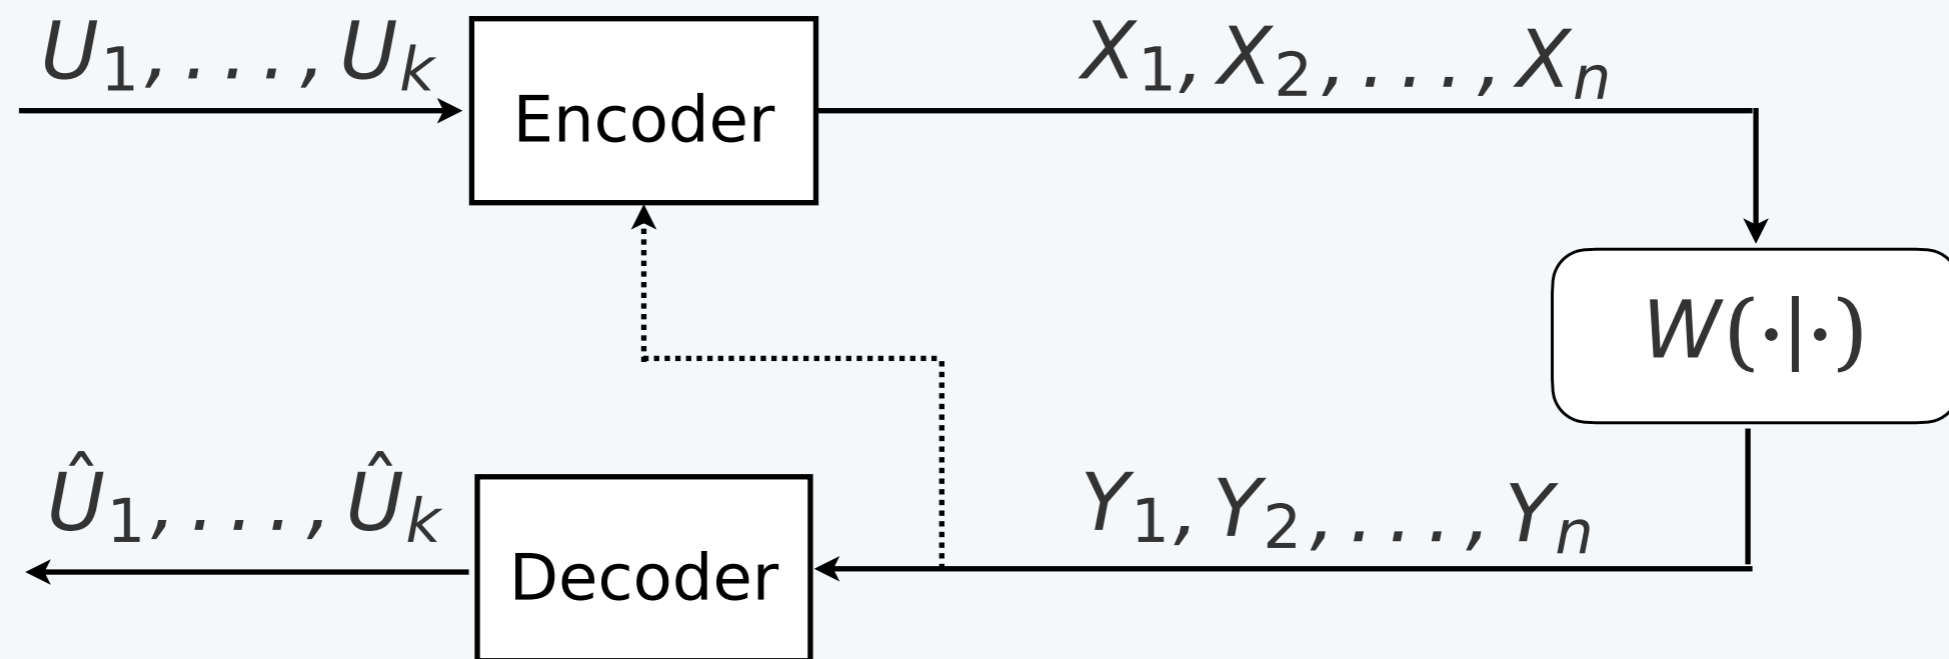 U₁, . . . , Uₖ
Encoder
X₁, X₂, . . . , Xₙ
W(·|·)
Û₁, . . . , Ûₖ
Decoder
Y₁, Y₂, . . . , Yₙ